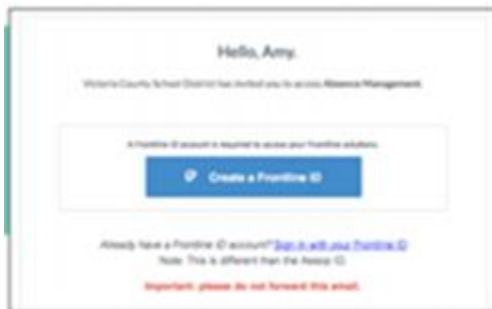 Hello, Amy.
Victoria County School District has invited you to access Absence Management.
A Frontline ID account is required to access your Frontline solutions.
Create a Frontline ID
Already have a Frontline ID account? Sign in with your Frontline ID
Note: This is different than the Aesop ID.
Important: please do not forward this email.